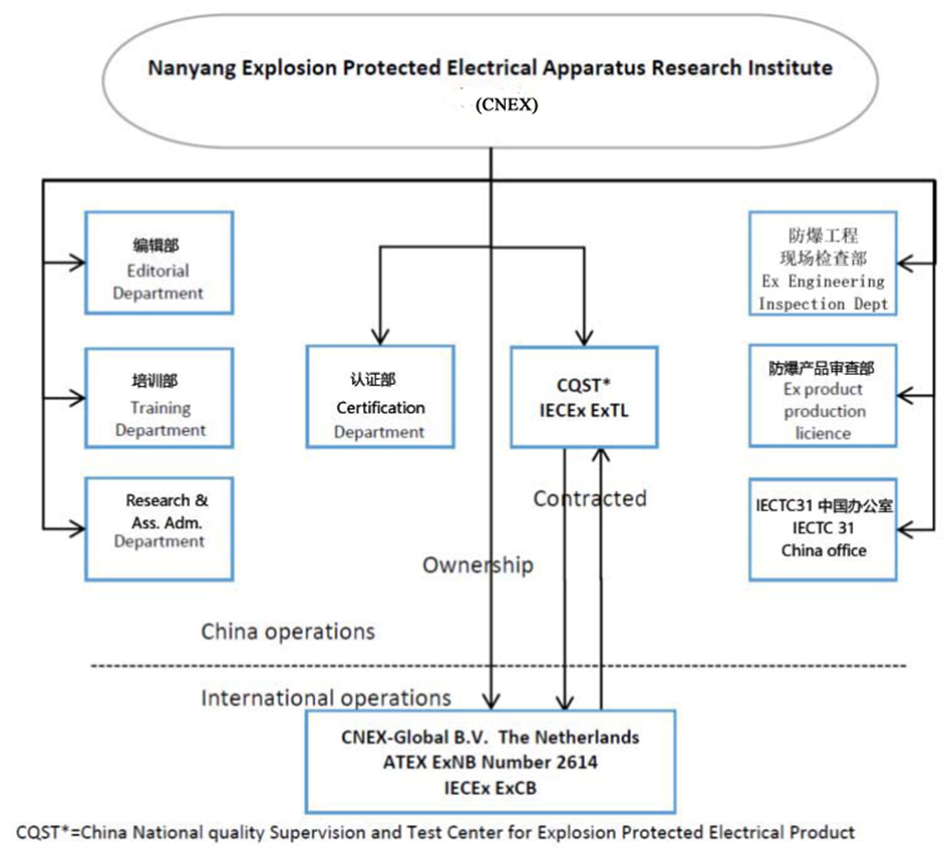 Nanyang Explosion Protected Electrical Apparatus Research Institute
(CNEX)
编辑部
Editorial
Department
培训部
Training
Department
Research &
Ass. Adm.
Department
认证部
Certification
Department
CQST*
IECEx ExTL
防爆工程
现场检查部
Ex Engineering
Inspection Dept
防爆产品审查部
Ex product
production
licience
IECTC31 中国办公室
IECTC 31
China office
Contracted
Ownership
China operations
International operations
CNEX-Global B.V. The Netherlands
ATEX ExNB Number 2614
IECEx ExCB
CQST*=China National quality Supervision and Test Center for Explosion Protected Electrical Product